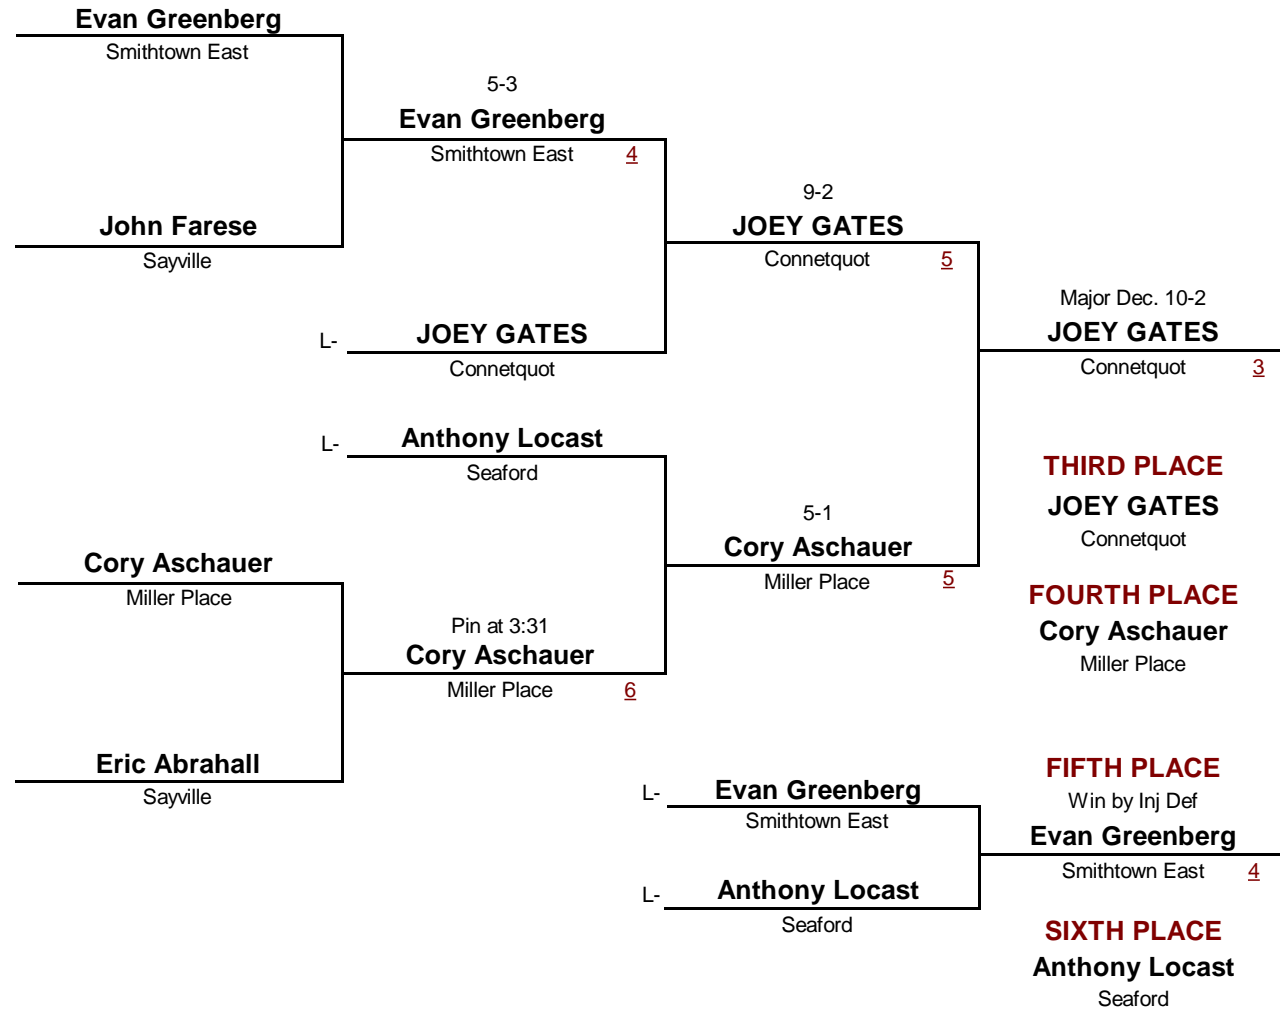 Evan Greenberg
Smithtown East
5-3
Evan Greenberg
Smithtown East 4
John Farese
Sayville
9-2
JOEY GATES
Connetquot 5
L- JOEY GATES
Connetquot
Major Dec. 10-2
JOEY GATES
Connetquot 3
L- Anthony Locast
Seaford
THIRD PLACE
JOEY GATES
Connetquot
5-1
Cory Aschauer
Miller Place 5
Cory Aschauer
Miller Place
FOURTH PLACE
Cory Aschauer
Miller Place
Pin at 3:31
Cory Aschauer
Miller Place 6
Eric Abrahall
Sayville
L- Evan Greenberg
Smithtown East
FIFTH PLACE
Win by Inj Def
Evan Greenberg
Smithtown East 4
L- Anthony Locast
Seaford
SIXTH PLACE
Anthony Locast
Seaford